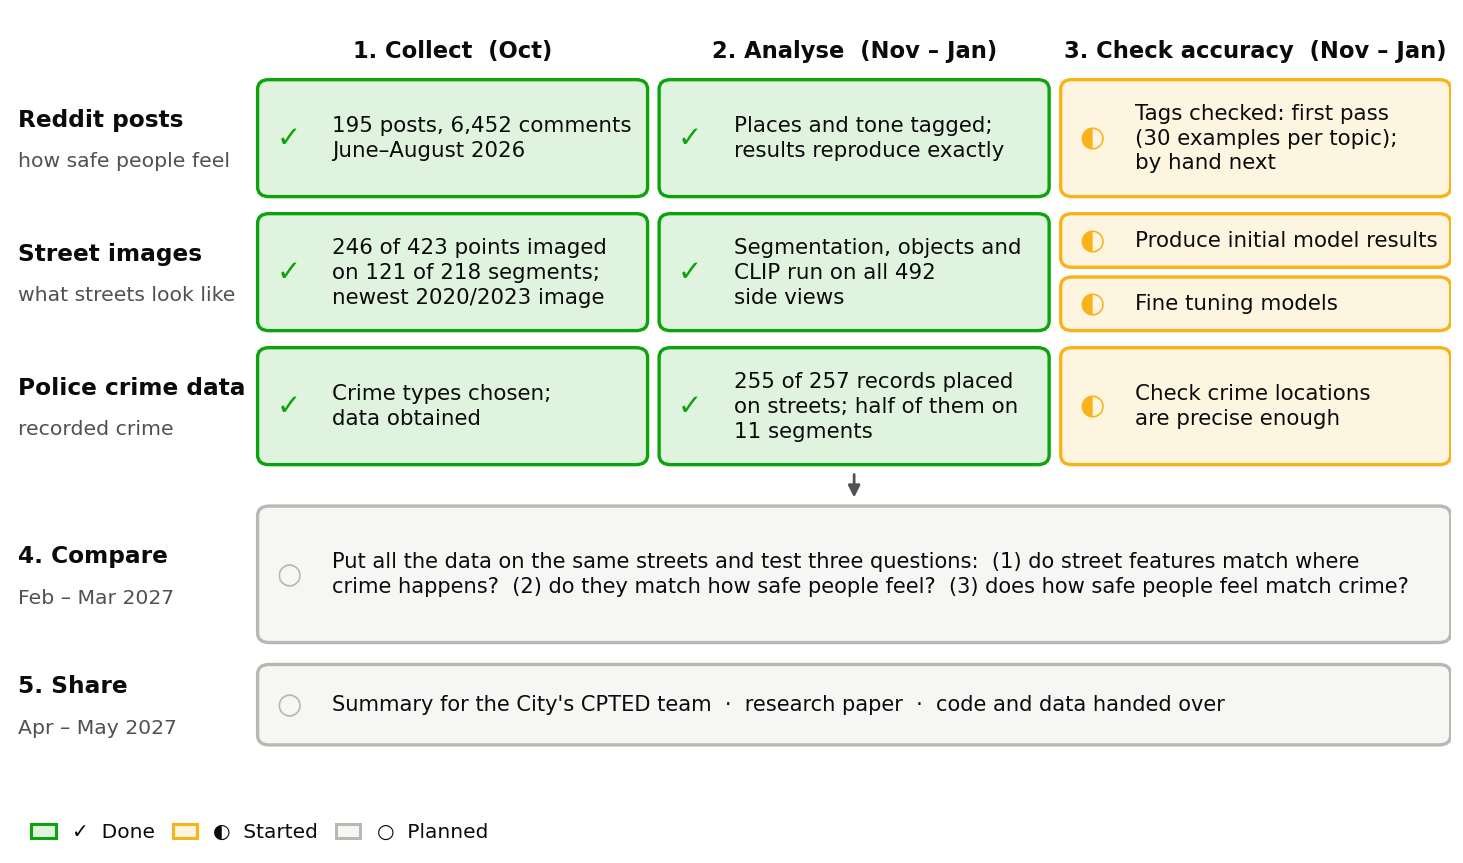 1. Collect  (Oct)
2. Analyse  (Nov – Jan)
3. Check accuracy  (Nov – Jan)
Reddit posts
how safe people feel
✓ 195 posts, 6,452 comments
June–August 2026
✓ Places and tone tagged;
results reproduce exactly
◐ Tags checked: first pass
(30 examples per topic);
by hand next
Street images
what streets look like
✓ 246 of 423 points imaged
on 121 of 218 segments;
newest 2020/2023 image
✓ Segmentation, objects and
CLIP run on all 492
side views
◐ Produce initial model results
◐ Fine tuning models
Police crime data
recorded crime
✓ Crime types chosen;
data obtained
✓ 255 of 257 records placed
on streets; half of them on
11 segments
◐ Check crime locations
are precise enough
4. Compare
Feb – Mar 2027
○ Put all the data on the same streets and test three questions:  (1) do street features match where
crime happens?  (2) do they match how safe people feel?  (3) does how safe people feel match crime?
5. Share
Apr – May 2027
○ Summary for the City's CPTED team  ·  research paper  ·  code and data handed over
✓  Done ◐  Started ○  Planned